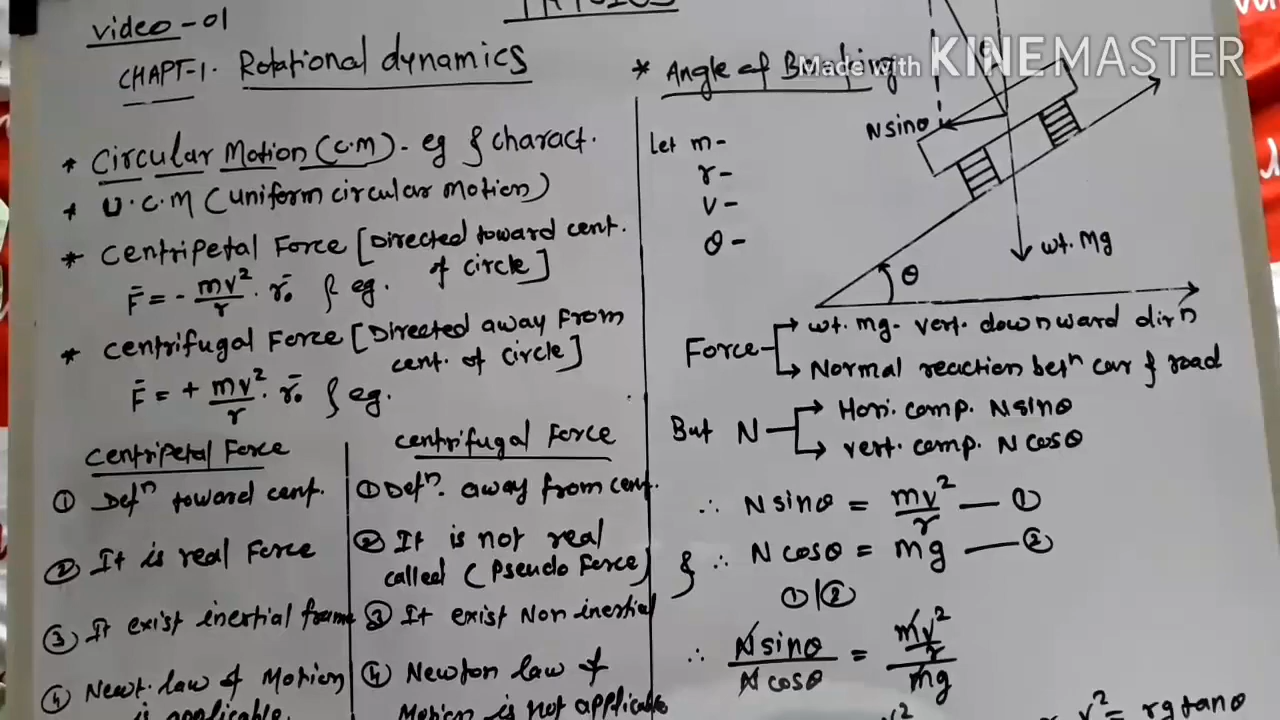 video-01
PHYSICS
CHAPT-1. Rotational dynamics
* Circular Motion (C.M) - eg & charact.
* U.C.M (uniform circular motion)
* Centripetal Force [Directed toward cent. of circle]
F̄ = - mv²/r · r̄₀ & eg.
* Centrifugal Force [Directed away from cent. of circle]
F̄ = + mv²/r · r̄₀ & eg.
Centripetal Force
① Defⁿ toward cent.
② It is real Force
③ It exist inertial frame
④ Newt. law of Motion is applicable
Centrifugal Force
① Defⁿ. away from cent.
② It is not real called (Pseudo Force)
③ It exist Non inertial
④ Newton law of Motion is not applicable
* Angle of Banking
Made with KINEMASTER
Let m-
r-
v-
θ-
N sinθ
θ
wt. Mg
θ
Force → wt. mg- vert. downward dirⁿ
→ Normal reaction betⁿ car & road
But N → Hori. comp. N sinθ
→ vert. comp. N cosθ
∴ N sinθ = mv²/r — ①
& ∴ N cosθ = mg — ②
①/②
∴ N sinθ / N cosθ = (mv²/r) / mg
v²
v² = rg tanθ